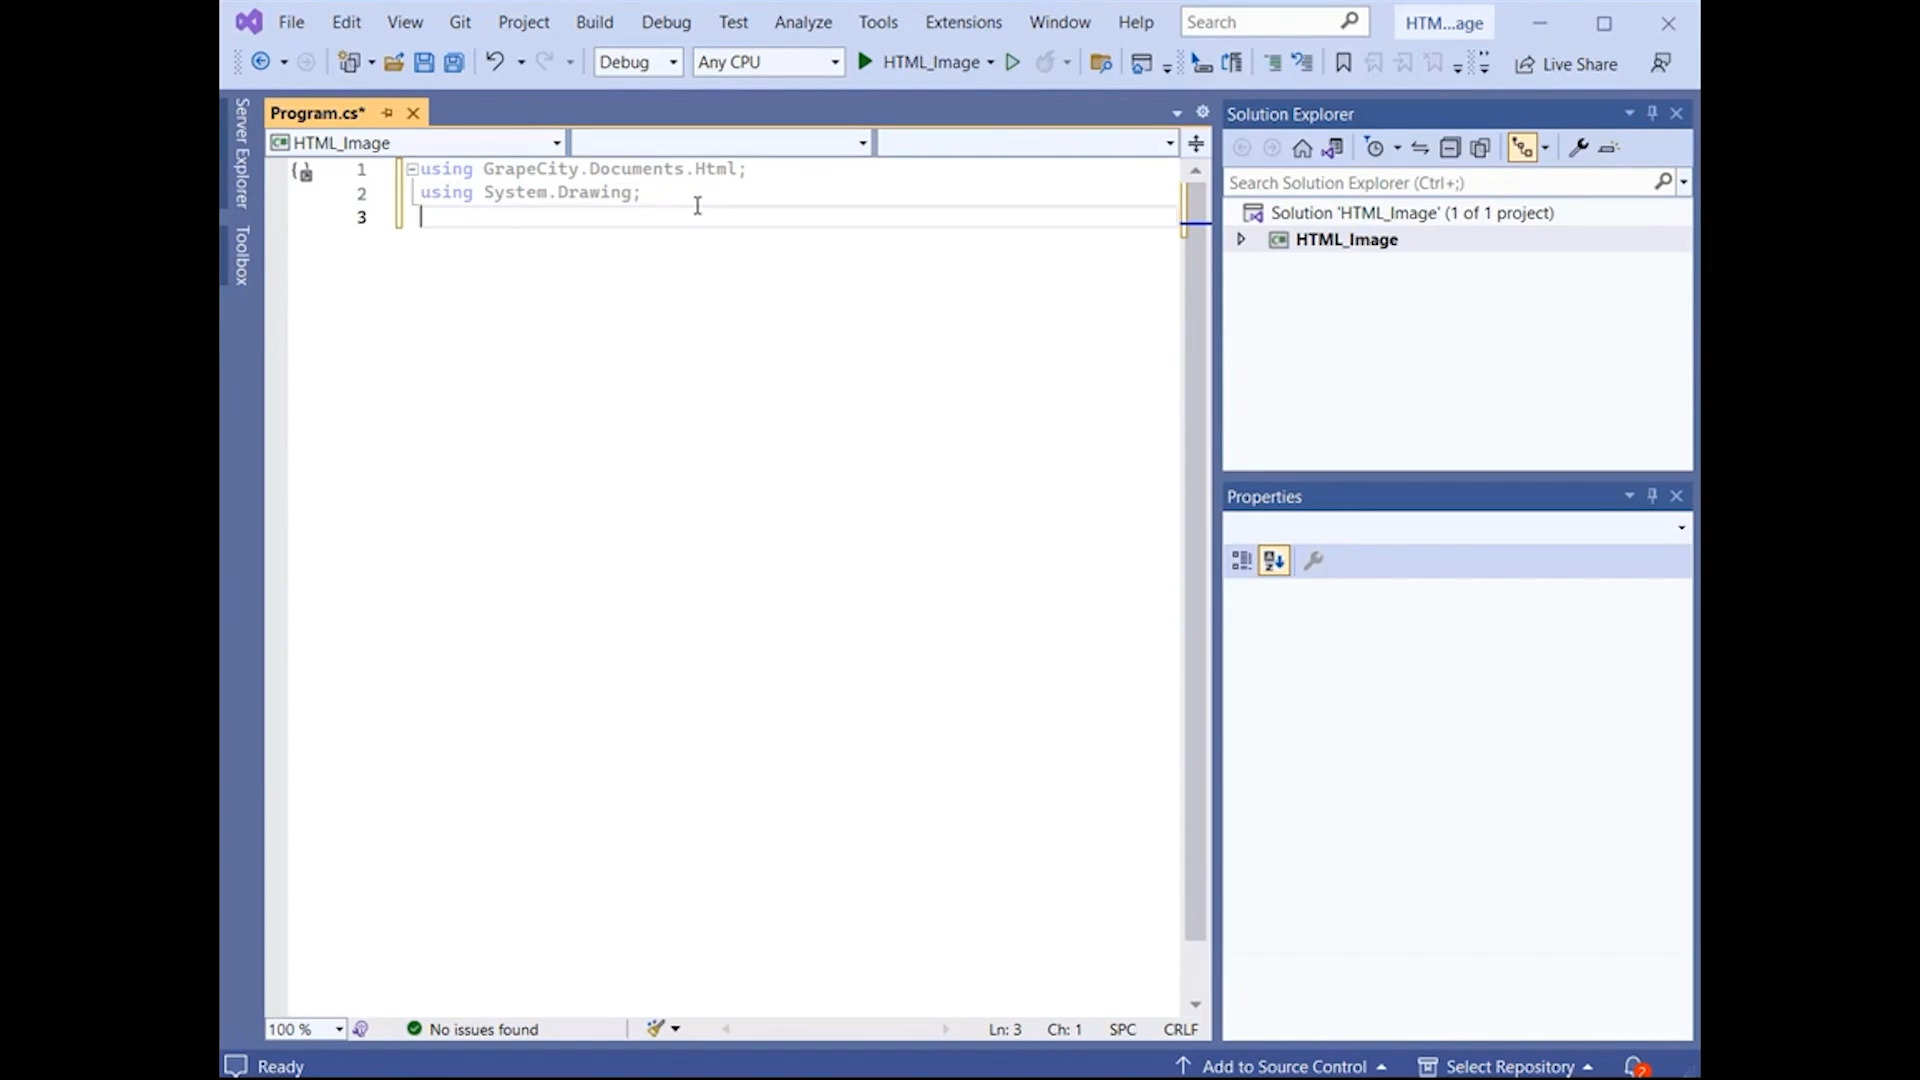 File Edit View Git Project Build Debug Test Analyze Tools Extensions Window Help Search HTM...age
Debug Any CPU HTML_Image Live Share
Server Explorer
Toolbox
Program.cs*
HTML_Image
1 using GrapeCity.Documents.Html;
2 using System.Drawing;
3
Solution Explorer
Search Solution Explorer (Ctrl+;)
Solution 'HTML_Image' (1 of 1 project)
HTML_Image
Properties
100 % No issues found Ln: 3 Ch: 1 SPC CRLF
Ready Add to Source Control Select Repository 2